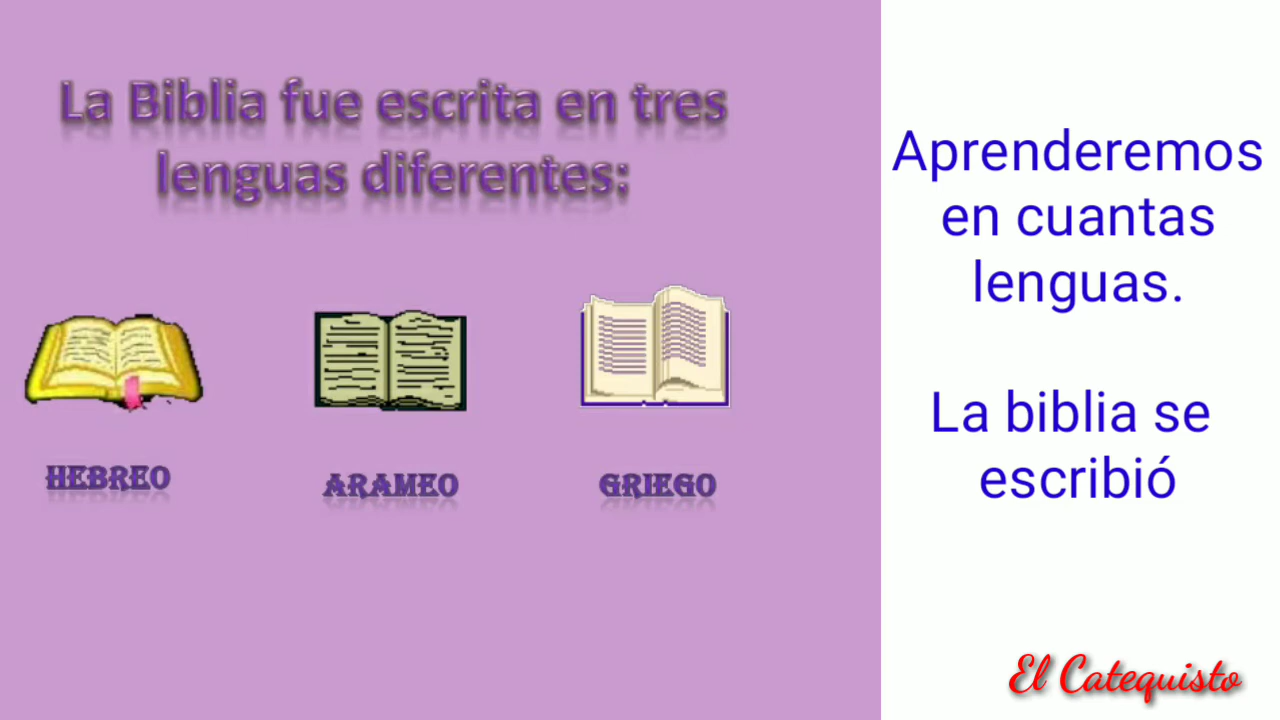 La Biblia fue escrita en tres
lenguas diferentes:
HEBREO
ARAMEO
GRIEGO
Aprenderemos
en cuantas
lenguas.
La biblia se
escribió
El Catequisto